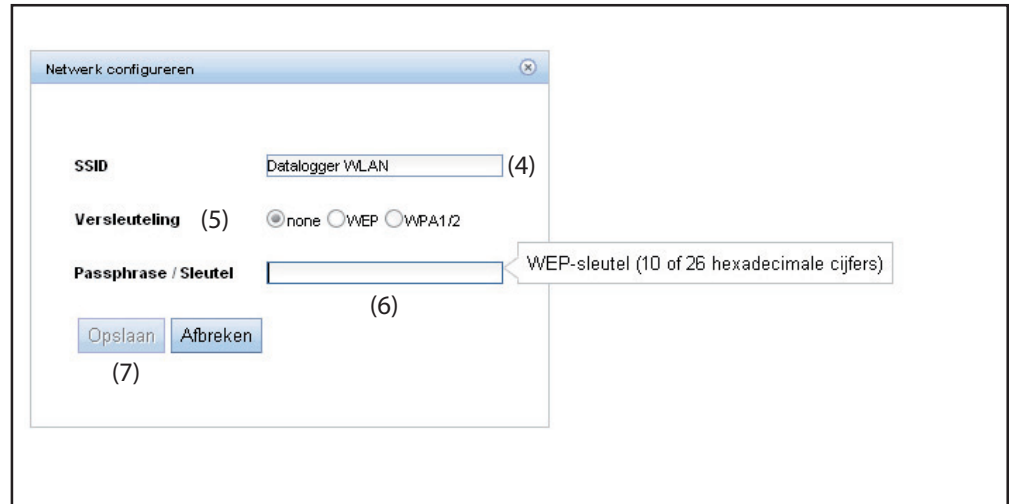 Netwerk configureren
SSID Datalogger WLAN (4)
Versleuteling (5) none WEP WPA1/2
Passphrase / Sleutel WEP-sleutel (10 of 26 hexadecimale cijfers)
(6)
Opslaan Afbreken
(7)